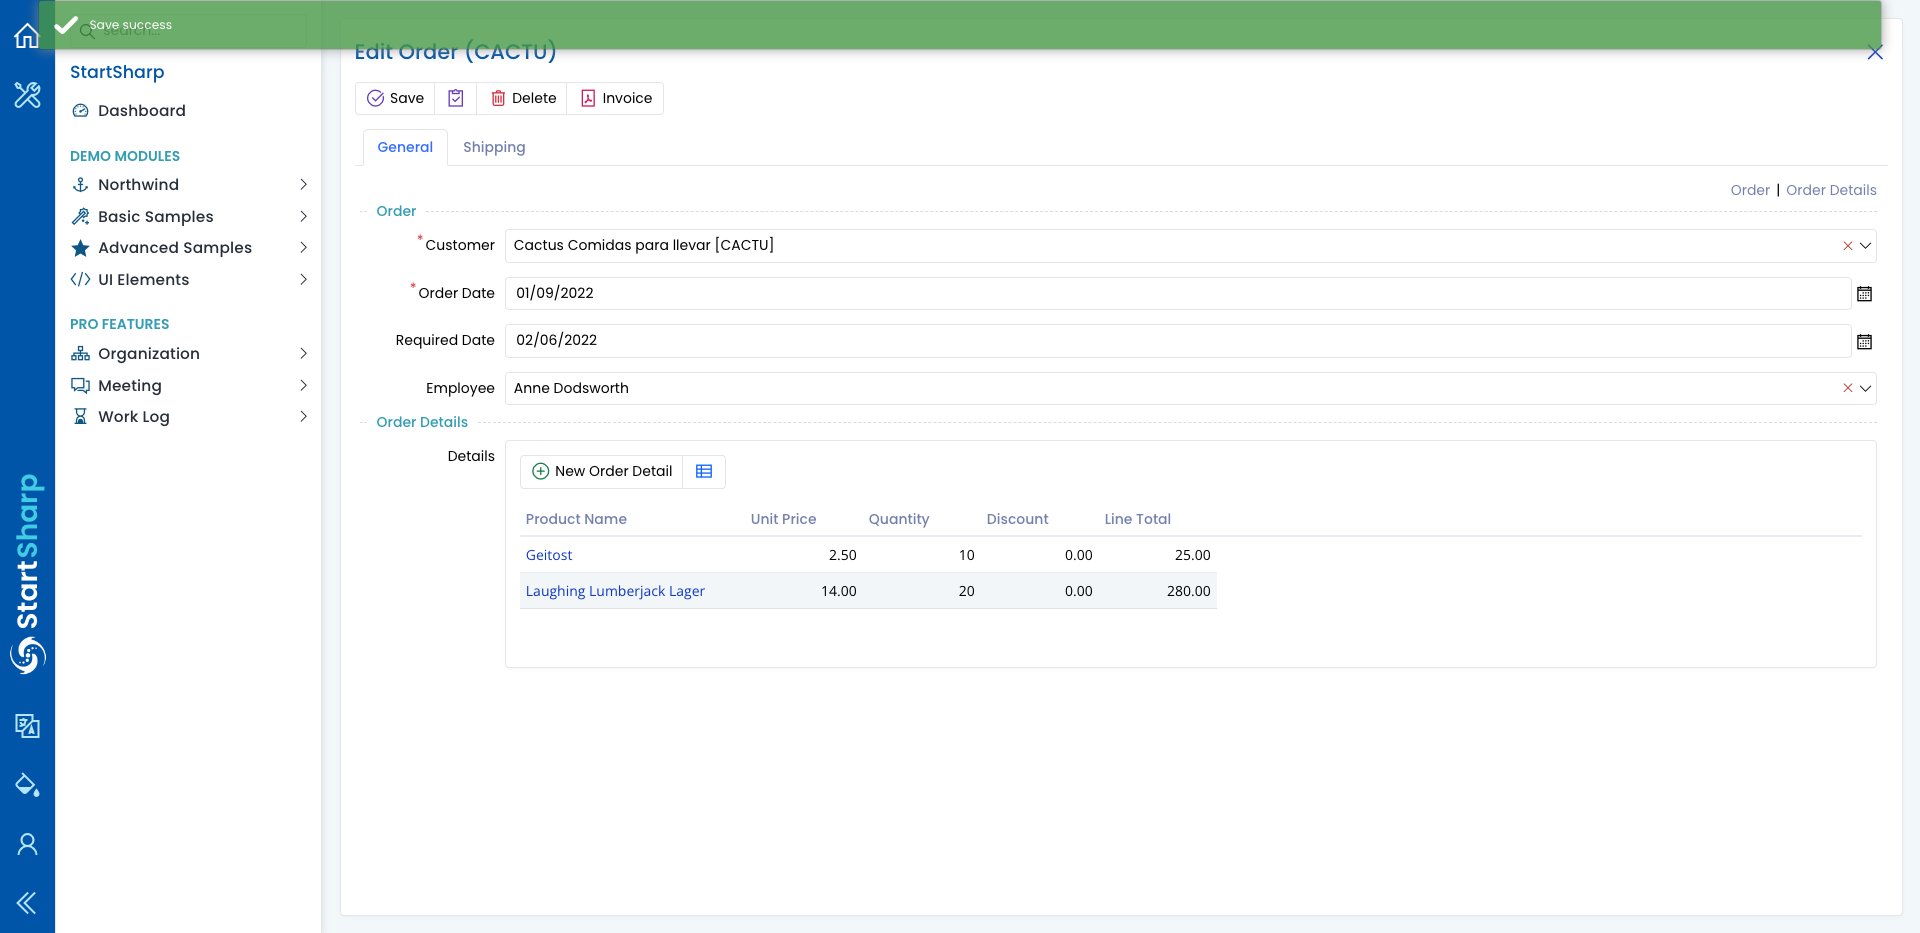 Save success
Search...
StartSharp
Dashboard
DEMO MODULES
Northwind
Basic Samples
Advanced Samples
UI Elements
PRO FEATURES
Organization
Meeting
Work Log
StartSharp
Edit Order (CACTU)
Save
Delete
Invoice
General
Shipping
Order | Order Details
Order
* Customer
Cactus Comidas para llevar [CACTU]
* Order Date
01/09/2022
Required Date
02/06/2022
Employee
Anne Dodsworth
Order Details
Details
New Order Detail
Product Name Unit Price Quantity Discount Line Total
Geitost 2.50 10 0.00 25.00
Laughing Lumberjack Lager 14.00 20 0.00 280.00